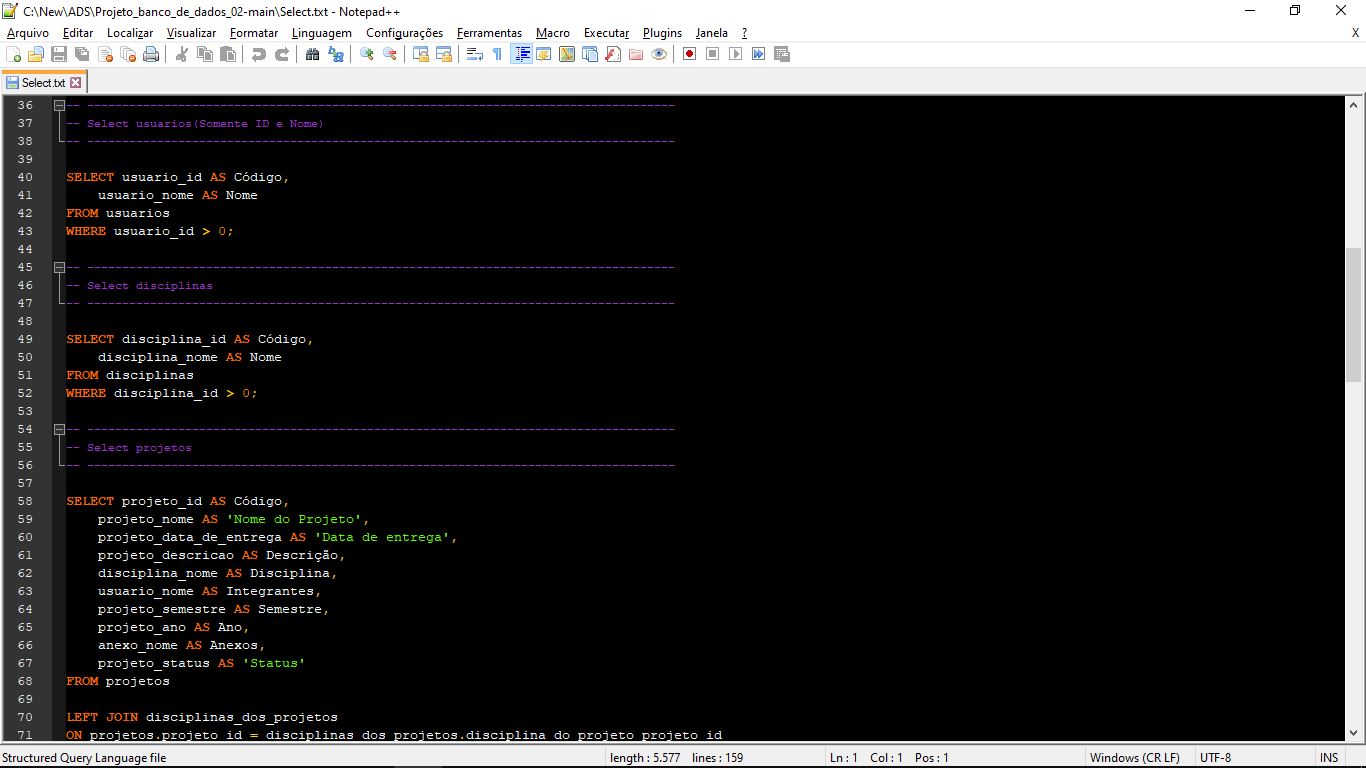 C:\New\ADS\Projeto_banco_de_dados_02-main\Select.txt - Notepad++
Arquivo Editar Localizar Visualizar Formatar Linguagem Configurações Ferramentas Macro Executar Plugins Janela ? X
Select.txt
36 -- --------------------------------------------------------------------------
37 -- Select usuarios(Somente ID e Nome)
38 -- --------------------------------------------------------------------------
39
40 SELECT usuario_id AS Código,
41 usuario_nome AS Nome
42 FROM usuarios
43 WHERE usuario_id > 0;
44
45 -- --------------------------------------------------------------------------
46 -- Select disciplinas
47 -- --------------------------------------------------------------------------
48
49 SELECT disciplina_id AS Código,
50 disciplina_nome AS Nome
51 FROM disciplinas
52 WHERE disciplina_id > 0;
53
54 -- --------------------------------------------------------------------------
55 -- Select projetos
56 -- --------------------------------------------------------------------------
57
58 SELECT projeto_id AS Código,
59 projeto_nome AS 'Nome do Projeto',
60 projeto_data_de_entrega AS 'Data de entrega',
61 projeto_descricao AS Descrição,
62 disciplina_nome AS Disciplina,
63 usuario_nome AS Integrantes,
64 projeto_semestre AS Semestre,
65 projeto_ano AS Ano,
66 anexo_nome AS Anexos,
67 projeto_status AS 'Status'
68 FROM projetos
69
70 LEFT JOIN disciplinas_dos_projetos
71 ON projetos.projeto_id = disciplinas_dos_projetos.disciplina_do_projeto_projeto_id
Structured Query Language file length : 5.577 lines : 159 Ln : 1 Col : 1 Pos : 1 Windows (CR LF) UTF-8 INS